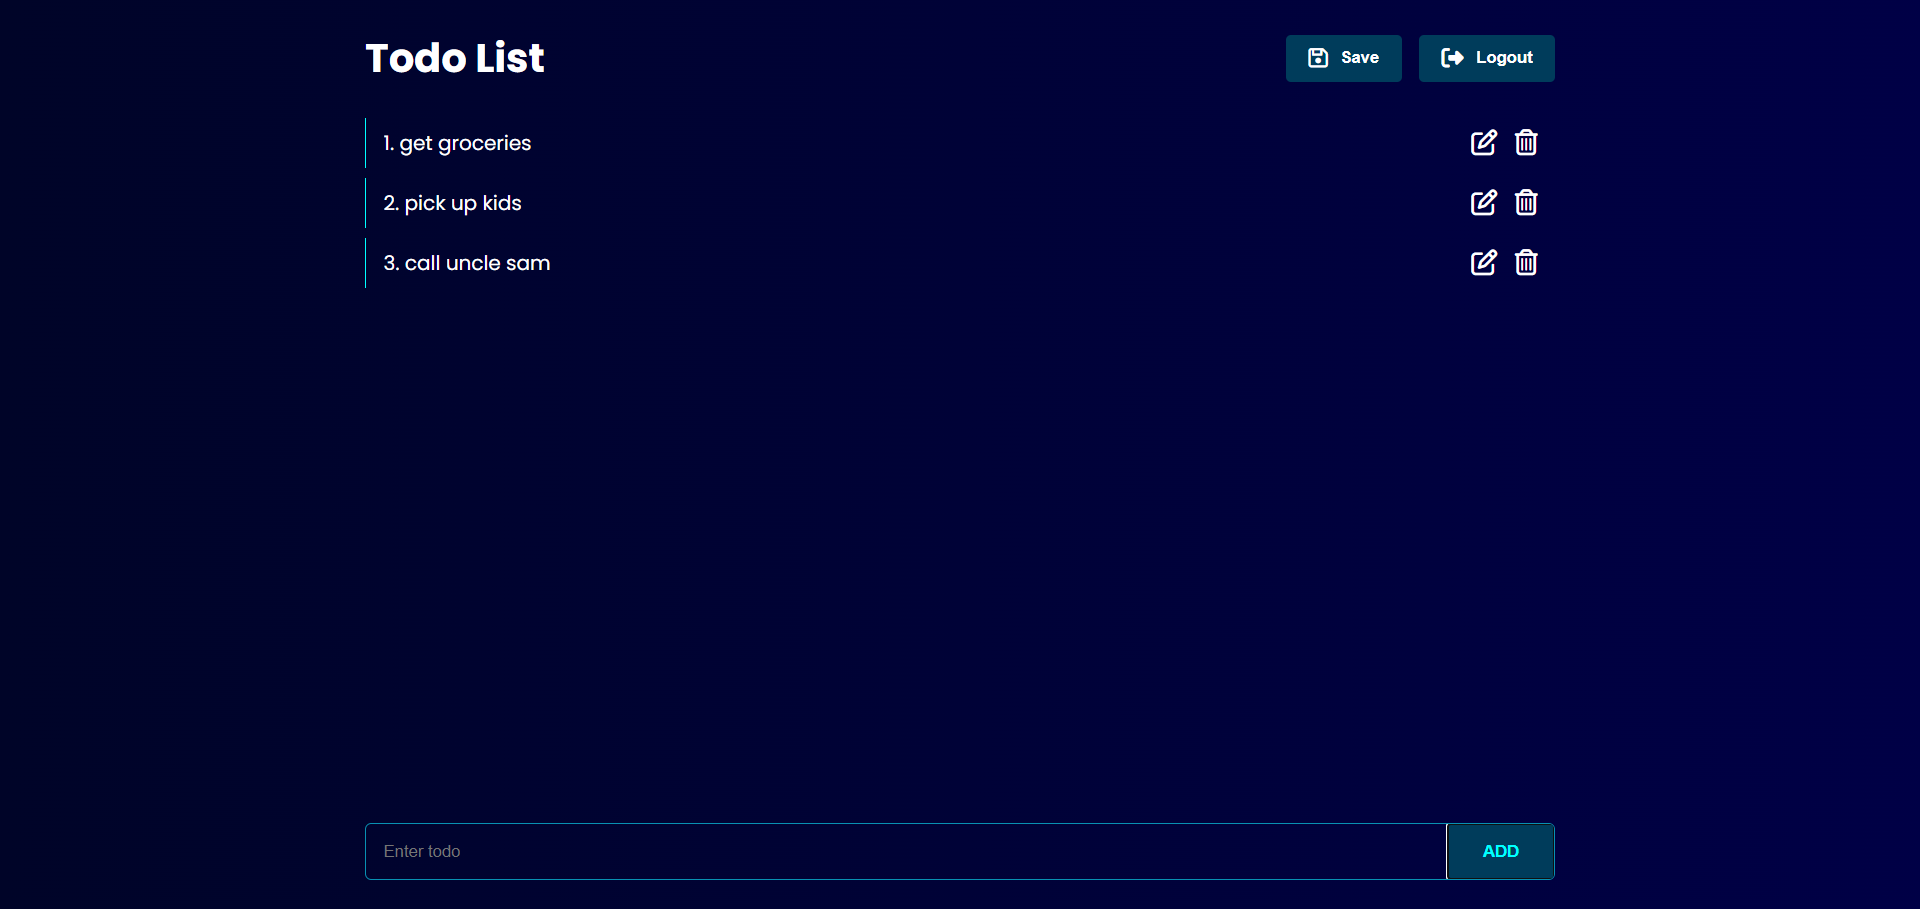 Todo List
Save
Logout
1. get groceries
2. pick up kids
3. call uncle sam
Enter todo
ADD